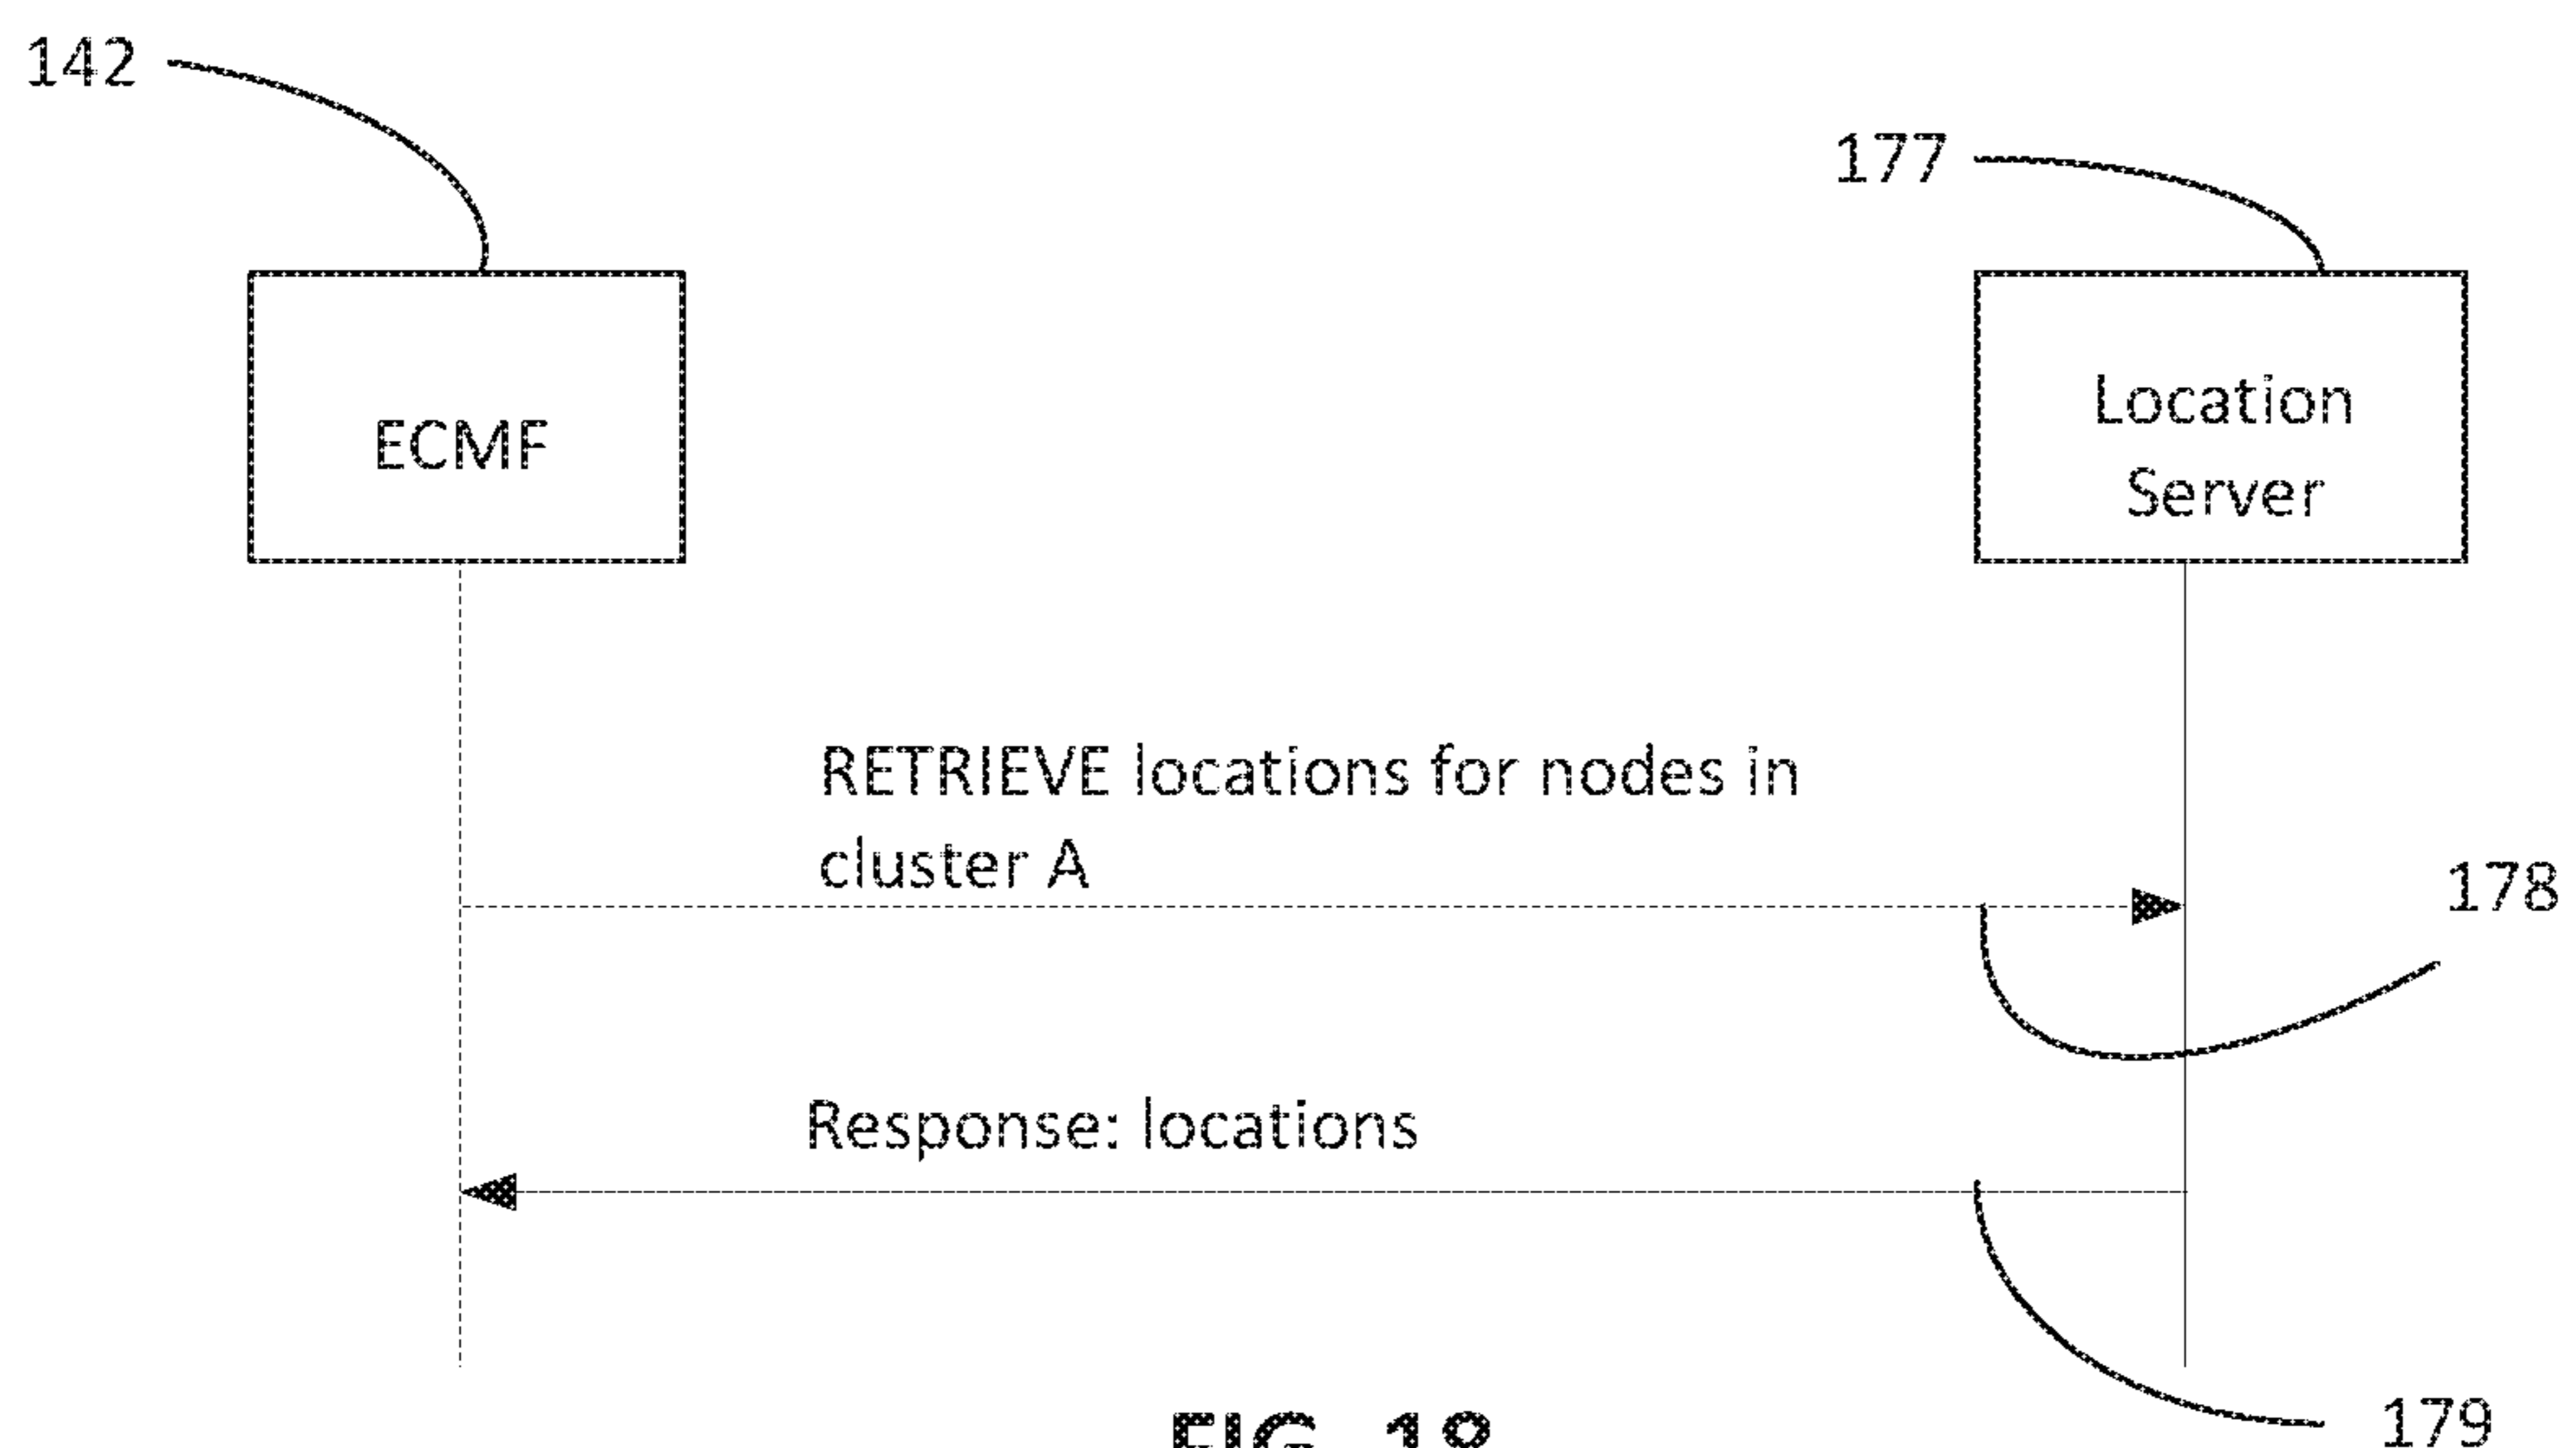 142
177
ECMF
Location
Server
RETRIEVE locations for nodes in
cluster A
178
Response: locations
179